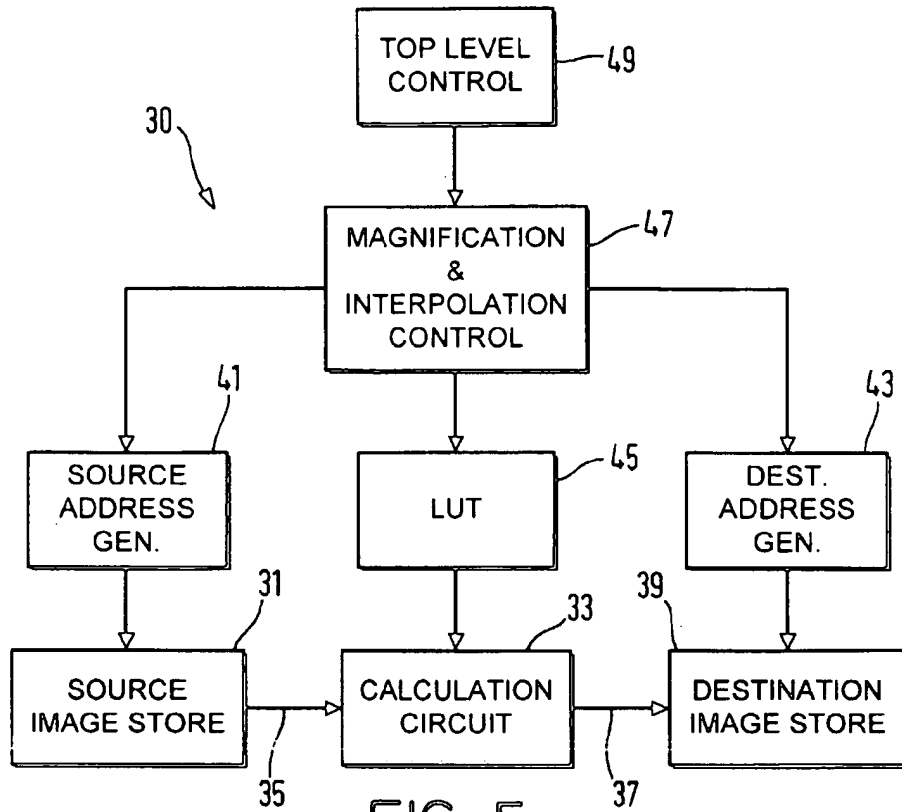 TOP LEVEL
CONTROL
49
30
MAGNIFICATION
&
INTERPOLATION
CONTROL
47
41
43
SOURCE
ADDRESS
GEN.
LUT
45
DEST.
ADDRESS
GEN.
31
33
39
SOURCE
IMAGE STORE
CALCULATION
CIRCUIT
DESTINATION
IMAGE STORE
35
37